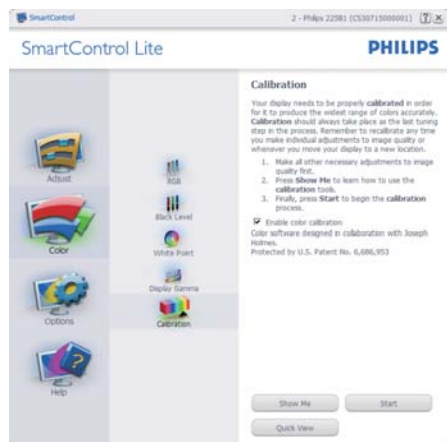 SmartControl
2 - Philips 225B1 (CS30715000001)
SmartControl Lite
PHILIPS
Adjust
Color
Options
Help
RGB
Black Level
White Point
Display Gamma
Calibration
Calibration
Your display needs to be properly calibrated in order
for it to produce the widest range of colors accurately.
Calibration should always take place as the last tuning
step in the process. Remember to recalibrate any time
you make individual adjustments to image quality or
whenever you move your display to a new location.
1. Make all other necessary adjustments to image
quality first.
2. Press Show Me to learn how to use the
calibration tools.
3. Finally, press Start to begin the calibration
process.
Enable color calibration
Color software designed in collaboration with Joseph
Holmes.
Protected by U.S. Patent No. 6,686,953
Show Me
Start
Quick View